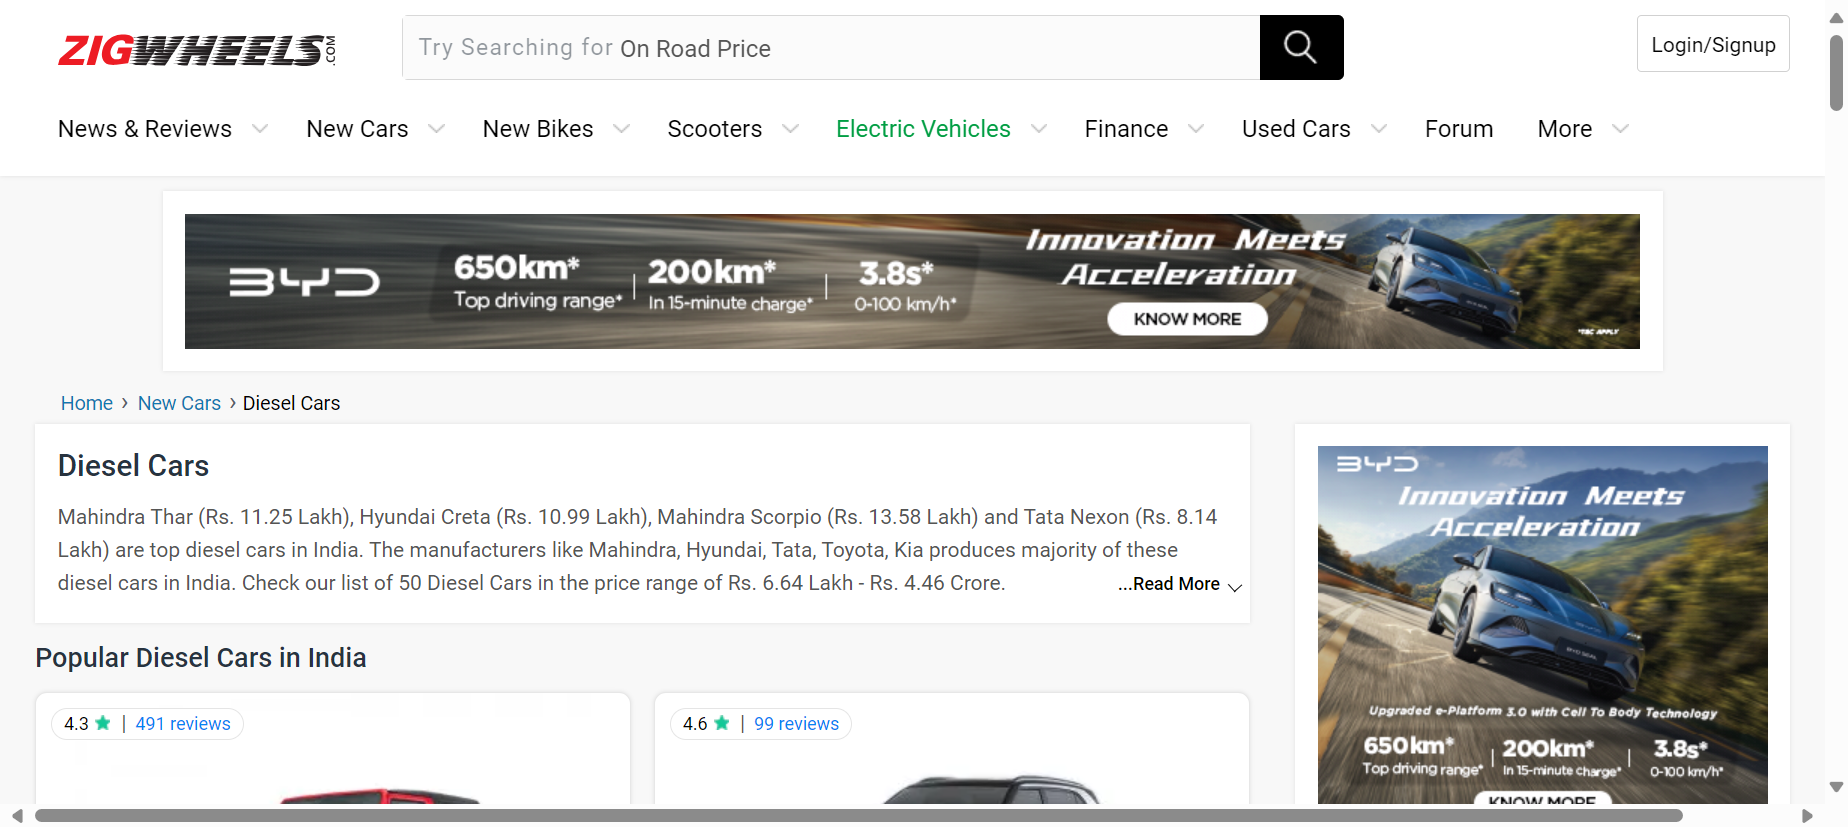 ZIGWHEELS.COM
Try Searching for On Road Price
Login/Signup
News & Reviews
New Cars
New Bikes
Scooters
Electric Vehicles
Finance
Used Cars
Forum
More
BYD
650km*
Top driving range*
200km*
In 15-minute charge*
3.8s*
0-100 km/h*
Innovation Meets
Acceleration
KNOW MORE
*T&C APPLY
Home › New Cars › Diesel Cars
Diesel Cars
Mahindra Thar (Rs. 11.25 Lakh), Hyundai Creta (Rs. 10.99 Lakh), Mahindra Scorpio (Rs. 13.58 Lakh) and Tata Nexon (Rs. 8.14
Lakh) are top diesel cars in India. The manufacturers like Mahindra, Hyundai, Tata, Toyota, Kia produces majority of these
diesel cars in India. Check our list of 50 Diesel Cars in the price range of Rs. 6.64 Lakh - Rs. 4.46 Crore.
...Read More
Popular Diesel Cars in India
4.3 ★ | 491 reviews
4.6 ★ | 99 reviews
BYD
Innovation Meets
Acceleration
BYD SEAL
Upgraded e-Platform 3.0 with Cell To Body Technology
650km*
Top driving range*
200km*
In 15-minute charge*
3.8s*
0-100 km/h*
KNOW MORE